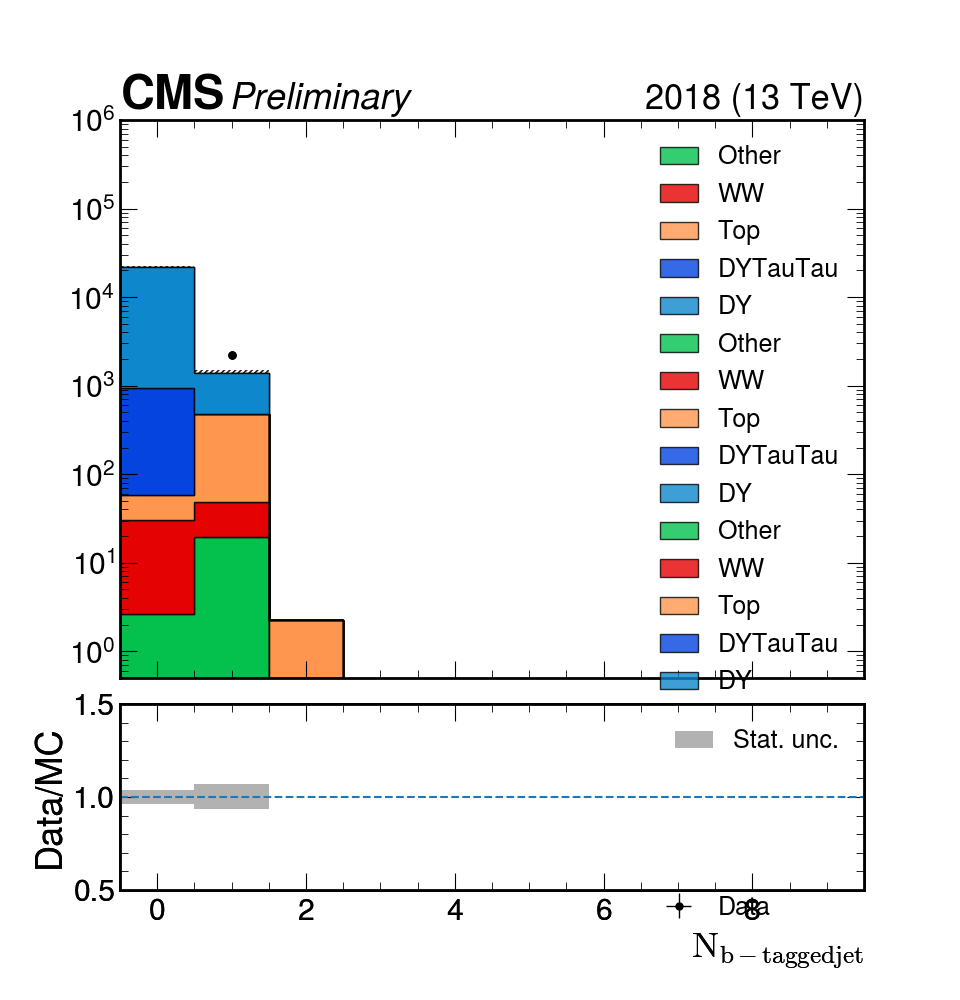 CMS Preliminary 2018 (13 TeV)
10^6
10^5
10^4
10^3
10^2
10^1
10^0
Other
WW
Top
DYTauTau
DY
Other
WW
Top
DYTauTau
DY
Other
WW
Top
DYTauTau
DY
1.5
1.0
0.5
Data/MC
Stat. unc.
0 2 4 6 8
Data
N_{b-taggedjet}